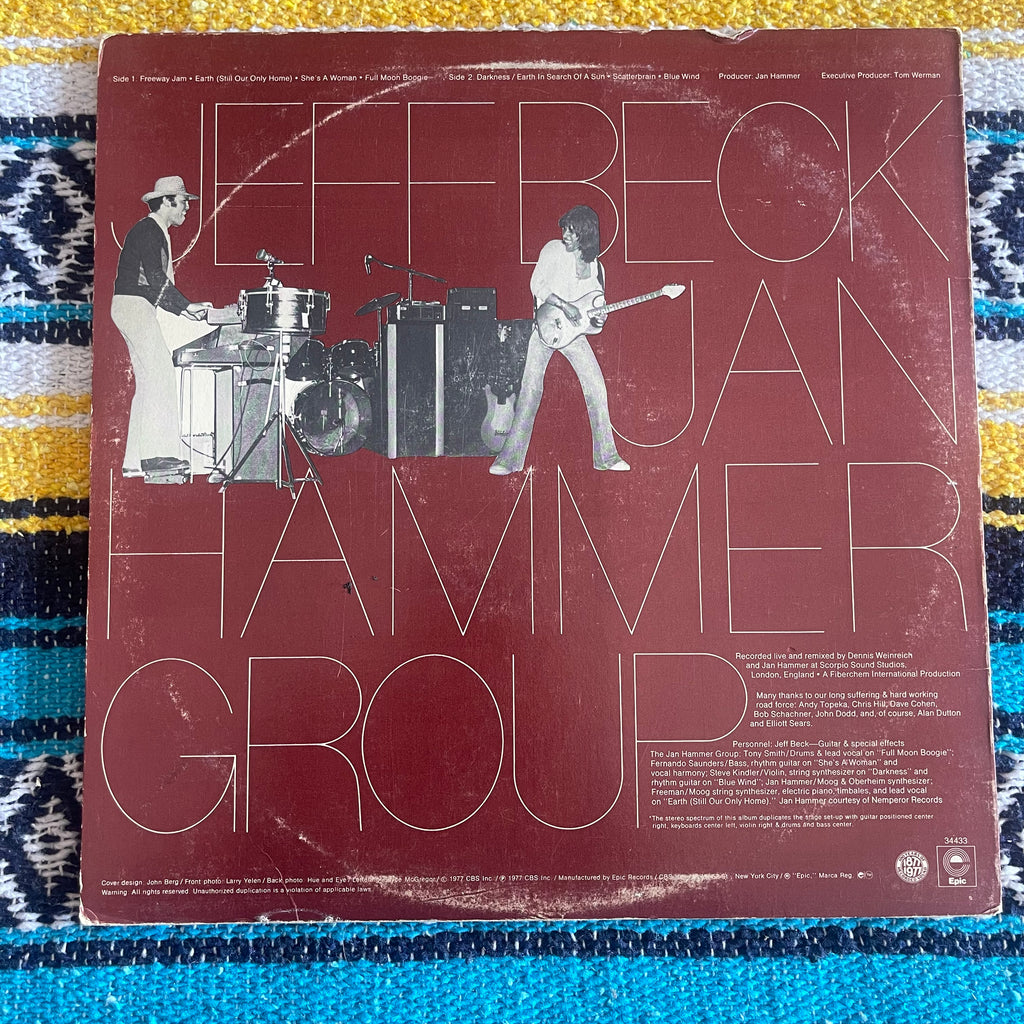 Side 1: Freeway Jam • Earth (Still Our Only Home) • She's A Woman • Full Moon Boogie / Side 2: Darkness / Earth In Search Of A Sun • Scatterbrain • Blue Wind Producer: Jan Hammer Executive Producer: Tom Werman
JEFF BECK
JAN
HAMMER
GROUP
Recorded live and remixed by Dennis Weinreich
and Jan Hammer at Scorpio Sound Studios,
London, England • A Fiberchem International Production
Many thanks to our long suffering & hard working
road force: Andy Topeka, Chris Hill, Dave Cohen,
Bob Schachner, John Dodd, and, of course, Alan Dutton
and Elliott Sears.
Personnel: Jeff Beck—Guitar & special effects
The Jan Hammer Group: Tony Smith/Drums & lead vocal on "Full Moon Boogie";
Fernando Saunders/Bass, rhythm guitar on "She's A Woman" and
vocal harmony; Steve Kindler/Violin, string synthesizer on "Darkness" and
rhythm guitar on "Blue Wind"; Jan Hammer/Moog & Oberheim synthesizer;
Freeman/Moog string synthesizer, electric piano, timbales, and lead vocal
on "Earth (Still Our Only Home)." Jan Hammer courtesy of Nemperor Records
*The stereo spectrum of this album duplicates the stage set-up with guitar positioned center
right, keyboards center left, violin right & drums and bass center.
34433
1877
1977
Epic
Cover design: John Berg/Front photo: Larry Yelen/Back photo: Hue and Eye/ McGregor/© 1977 CBS Inc./℗ 1977 CBS Inc./Manufactured by Epic Records/ New York City/® "Epic," Marca Reg.
Warning: All rights reserved. Unauthorized duplication is a violation of applicable laws.